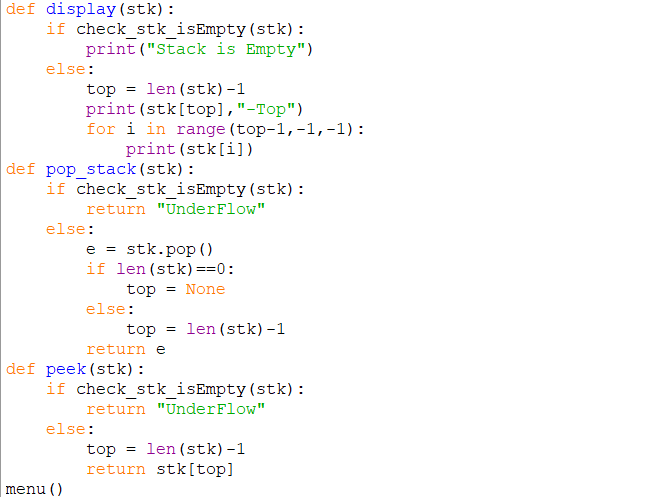 def display(stk):
    if check_stk_isEmpty(stk):
        print("Stack is Empty")
    else:
        top = len(stk)-1
        print(stk[top],"-Top")
        for i in range(top-1,-1,-1):
            print(stk[i])
def pop_stack(stk):
    if check_stk_isEmpty(stk):
        return "UnderFlow"
    else:
        e = stk.pop()
        if len(stk)==0:
            top = None
        else:
            top = len(stk)-1
        return e
def peek(stk):
    if check_stk_isEmpty(stk):
        return "UnderFlow"
    else:
        top = len(stk)-1
        return stk[top]
menu()